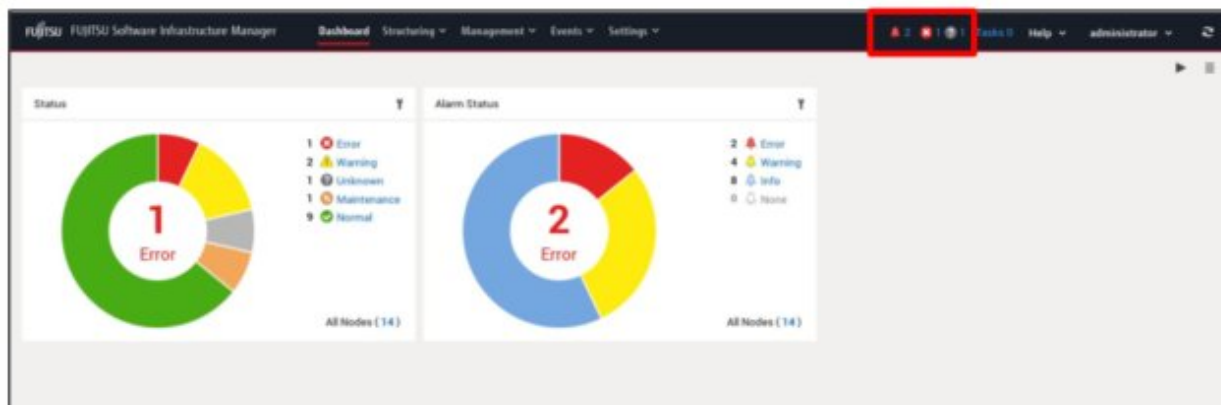 FUJITSU FUJITSU Software Infrastructure Manager Dashboard Structuring Management Events Settings 2 1 1 Tasks 0 Help administrator
Status
1 Error
2 Warning
1 Unknown
1 Maintenance
9 Normal
1
Error
All Nodes ( 14 )
Alarm Status
2 Error
4 Warning
8 Info
0 None
2
Error
All Nodes ( 14 )